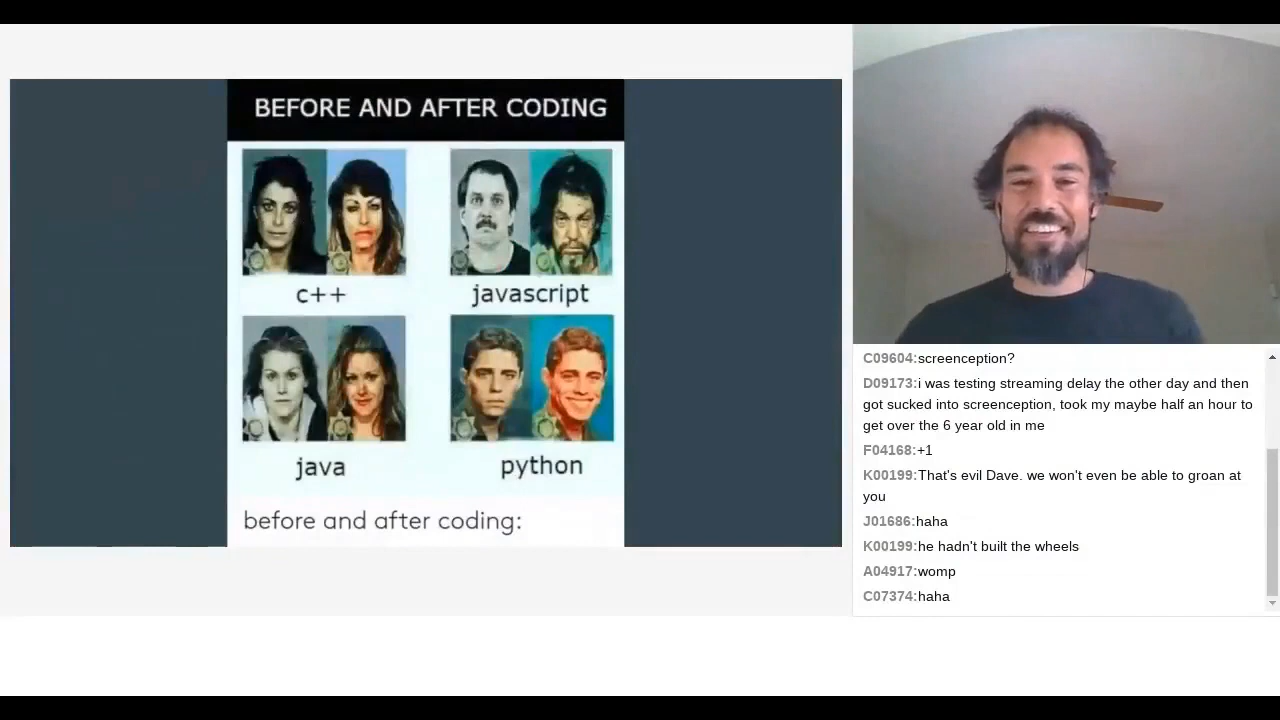 BEFORE AND AFTER CODING
c++
javascript
java
python
before and after coding:
C09604:screenception?
D09173:i was testing streaming delay the other day and then
got sucked into screenception, took my maybe half an hour to
get over the 6 year old in me
F04168:+1
K00199:That's evil Dave. we won't even be able to groan at
you
J01686:haha
K00199:he hadn't built the wheels
A04917:womp
C07374:haha